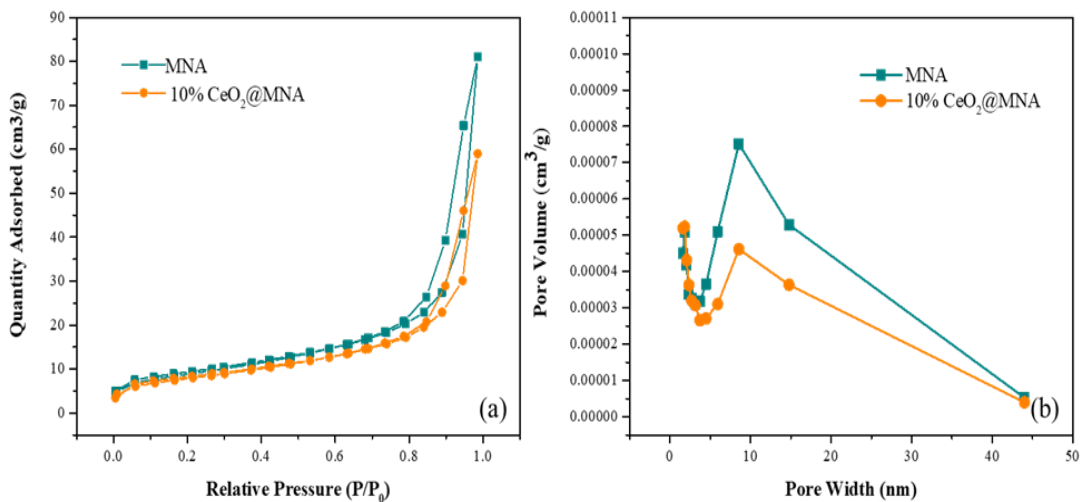 90
80
70
60
50
40
30
20
10
0
Quantity Adsorbed (cm3/g)
MNA
10% CeO₂@MNA
(a)
0.0 0.2 0.4 0.6 0.8 1.0
Relative Pressure (P/P₀)
0.00011
0.00010
0.00009
0.00008
0.00007
0.00006
0.00005
0.00004
0.00003
0.00002
0.00001
0.00000
Pore Volume (cm³/g)
MNA
10% CeO₂@MNA
(b)
0 10 20 30 40 50
Pore Width (nm)